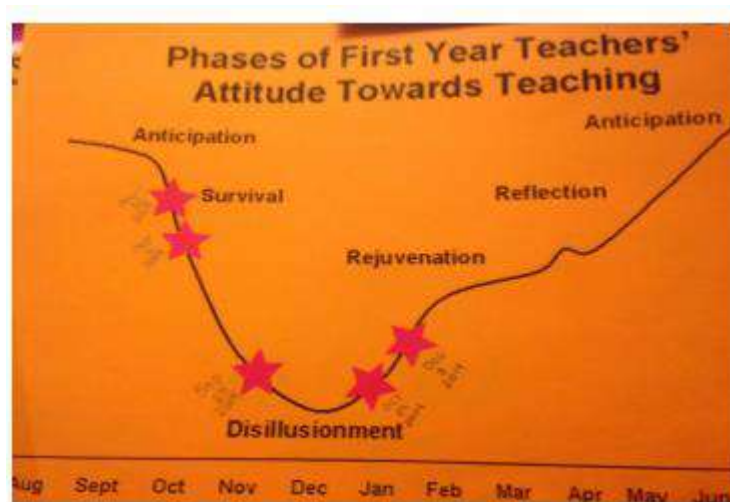 Phases of First Year Teachers'
Attitude Towards Teaching
Anticipation
Anticipation
Survival
Reflection
Rejuvenation
Disillusionment
Aug Sept Oct Nov Dec Jan Feb Mar Apr May Jun